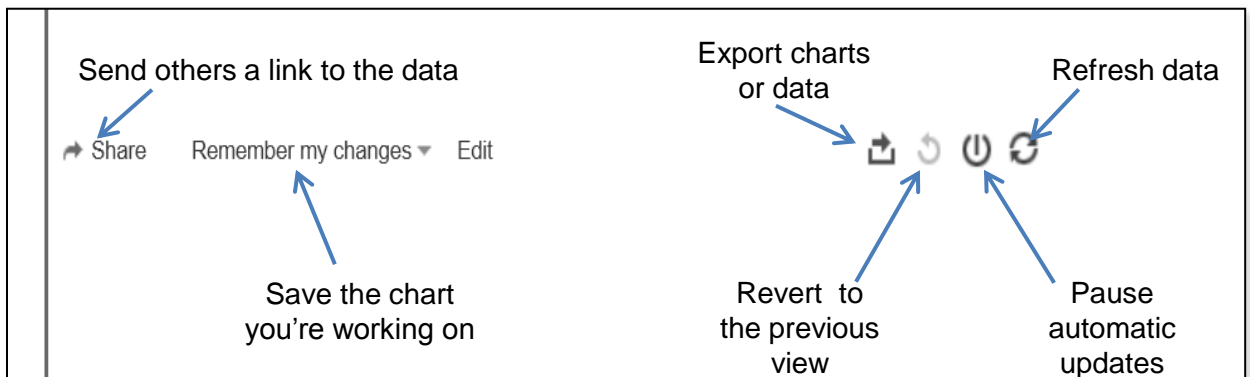 Send others a link to the data
Export charts
or data
Refresh data
Share
Remember my changes
Edit
Save the chart
you're working on
Revert to
the previous
view
Pause
automatic
updates